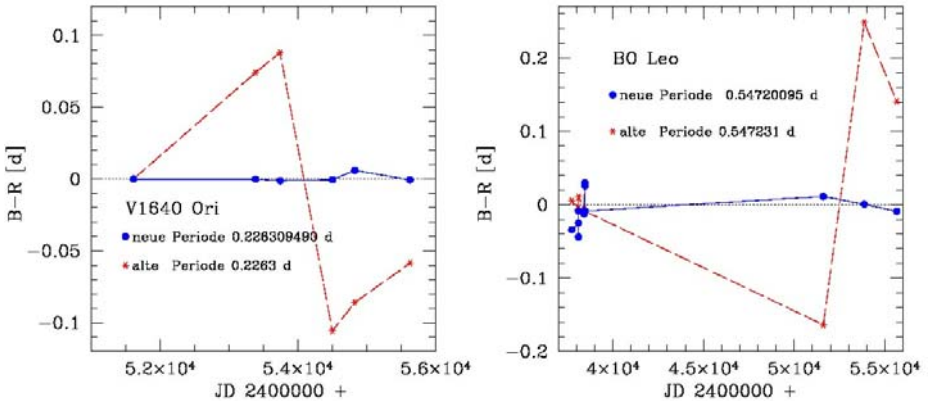 0.1
0.05
0
−0.05
−0.1
B−R [d]
V1640 Ori
neue Periode 0.226309490 d
alte Periode 0.2263 d
5.2×10⁴
5.4×10⁴
5.6×10⁴
JD 2400000 +
0.2
0.1
0
−0.1
−0.2
B−R [d]
BO Leo
neue Periode 0.54720095 d
alte Periode 0.547231 d
4×10⁴
4.5×10⁴
5×10⁴
5.5×10⁴
JD 2400000 +